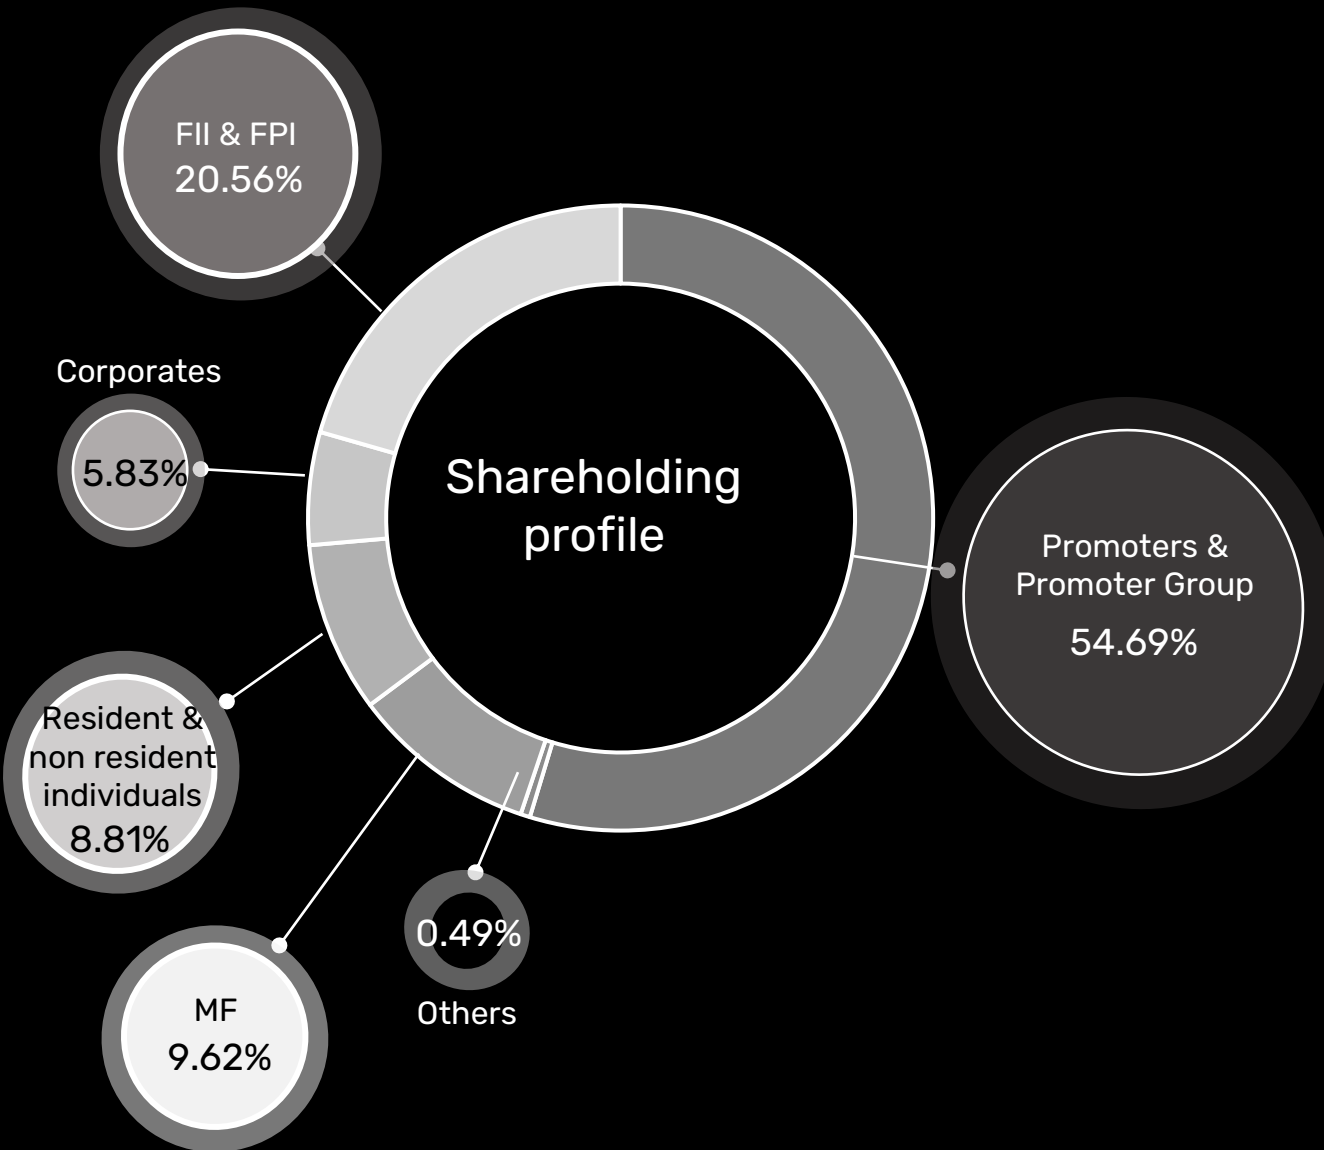 FII & FPI
20.56%
Corporates
5.83%
Shareholding
profile
Promoters &
Promoter Group
54.69%
Resident &
non resident
individuals
8.81%
0.49%
Others
MF
9.62%